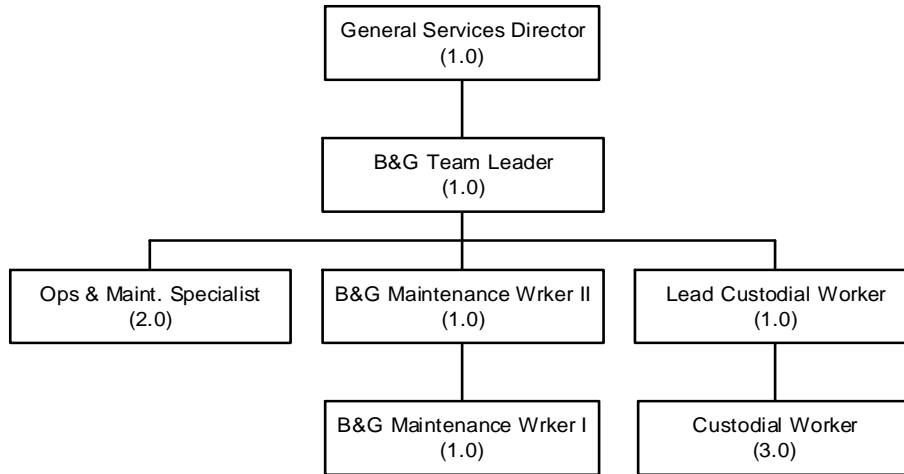 General Services Director
(1.0)
B&G Team Leader
(1.0)
Ops & Maint. Specialist
(2.0)
B&G Maintenance Wrker II
(1.0)
Lead Custodial Worker
(1.0)
B&G Maintenance Wrker I
(1.0)
Custodial Worker
(3.0)